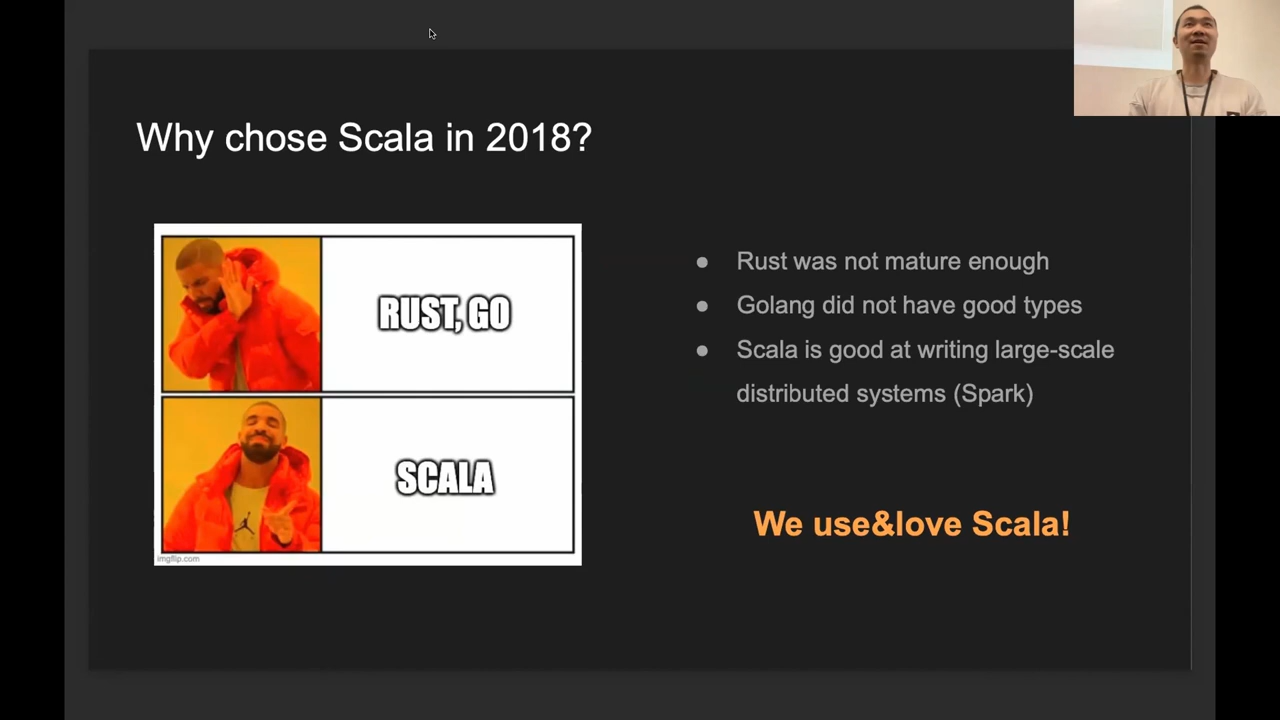 Why chose Scala in 2018?
RUST, GO
SCALA
imgflip.com
● Rust was not mature enough
● Golang did not have good types
● Scala is good at writing large-scale
distributed systems (Spark)
We use&love Scala!